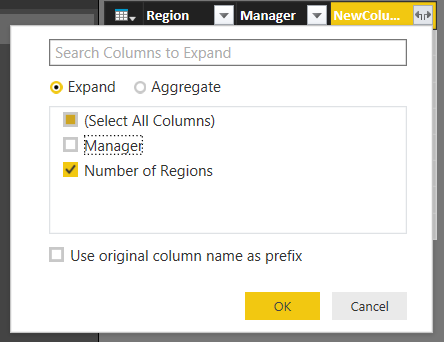 Region Manager NewColu...
Search Columns to Expand
Expand Aggregate
(Select All Columns)
Manager
Number of Regions
Use original column name as prefix
OK Cancel